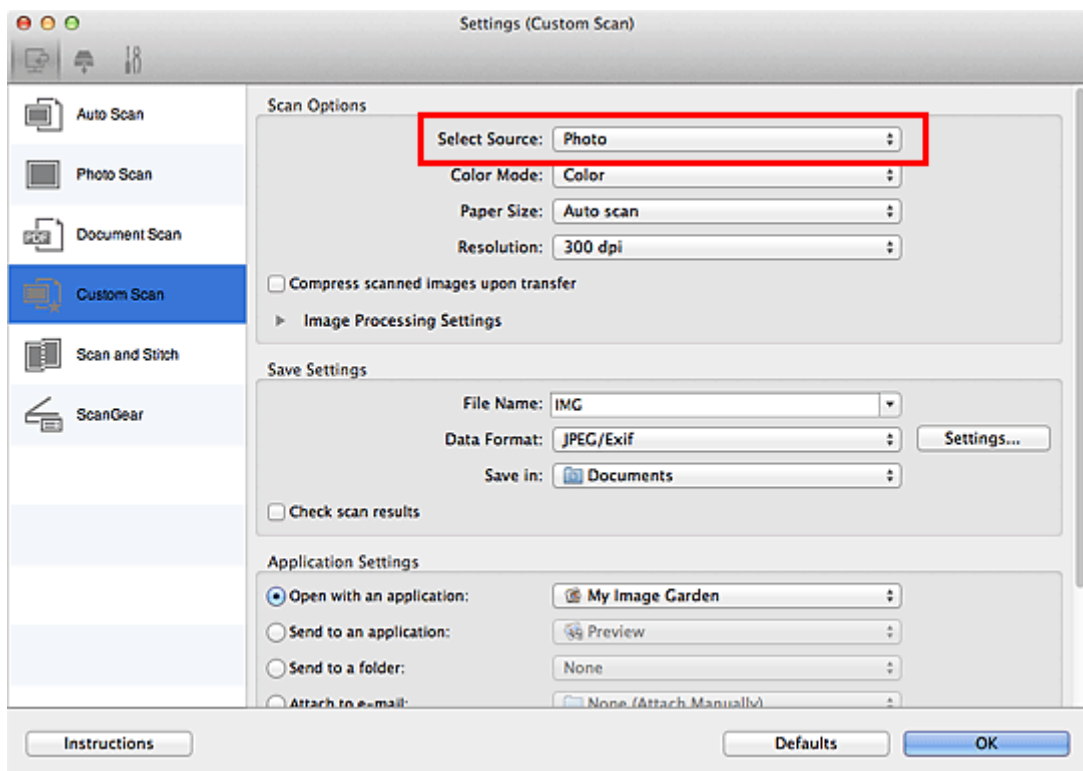 Settings (Custom Scan)
Auto Scan
Photo Scan
Document Scan
Custom Scan
Scan and Stitch
ScanGear
Scan Options
Select Source: Photo
Color Mode: Color
Paper Size: Auto scan
Resolution: 300 dpi
Compress scanned images upon transfer
Image Processing Settings
Save Settings
File Name: IMG
Data Format: JPEG/Exif Settings...
Save in: Documents
Check scan results
Application Settings
Open with an application: My Image Garden
Send to an application: Preview
Send to a folder: None
Attach to e-mail: None (Attach Manually)
Instructions Defaults OK